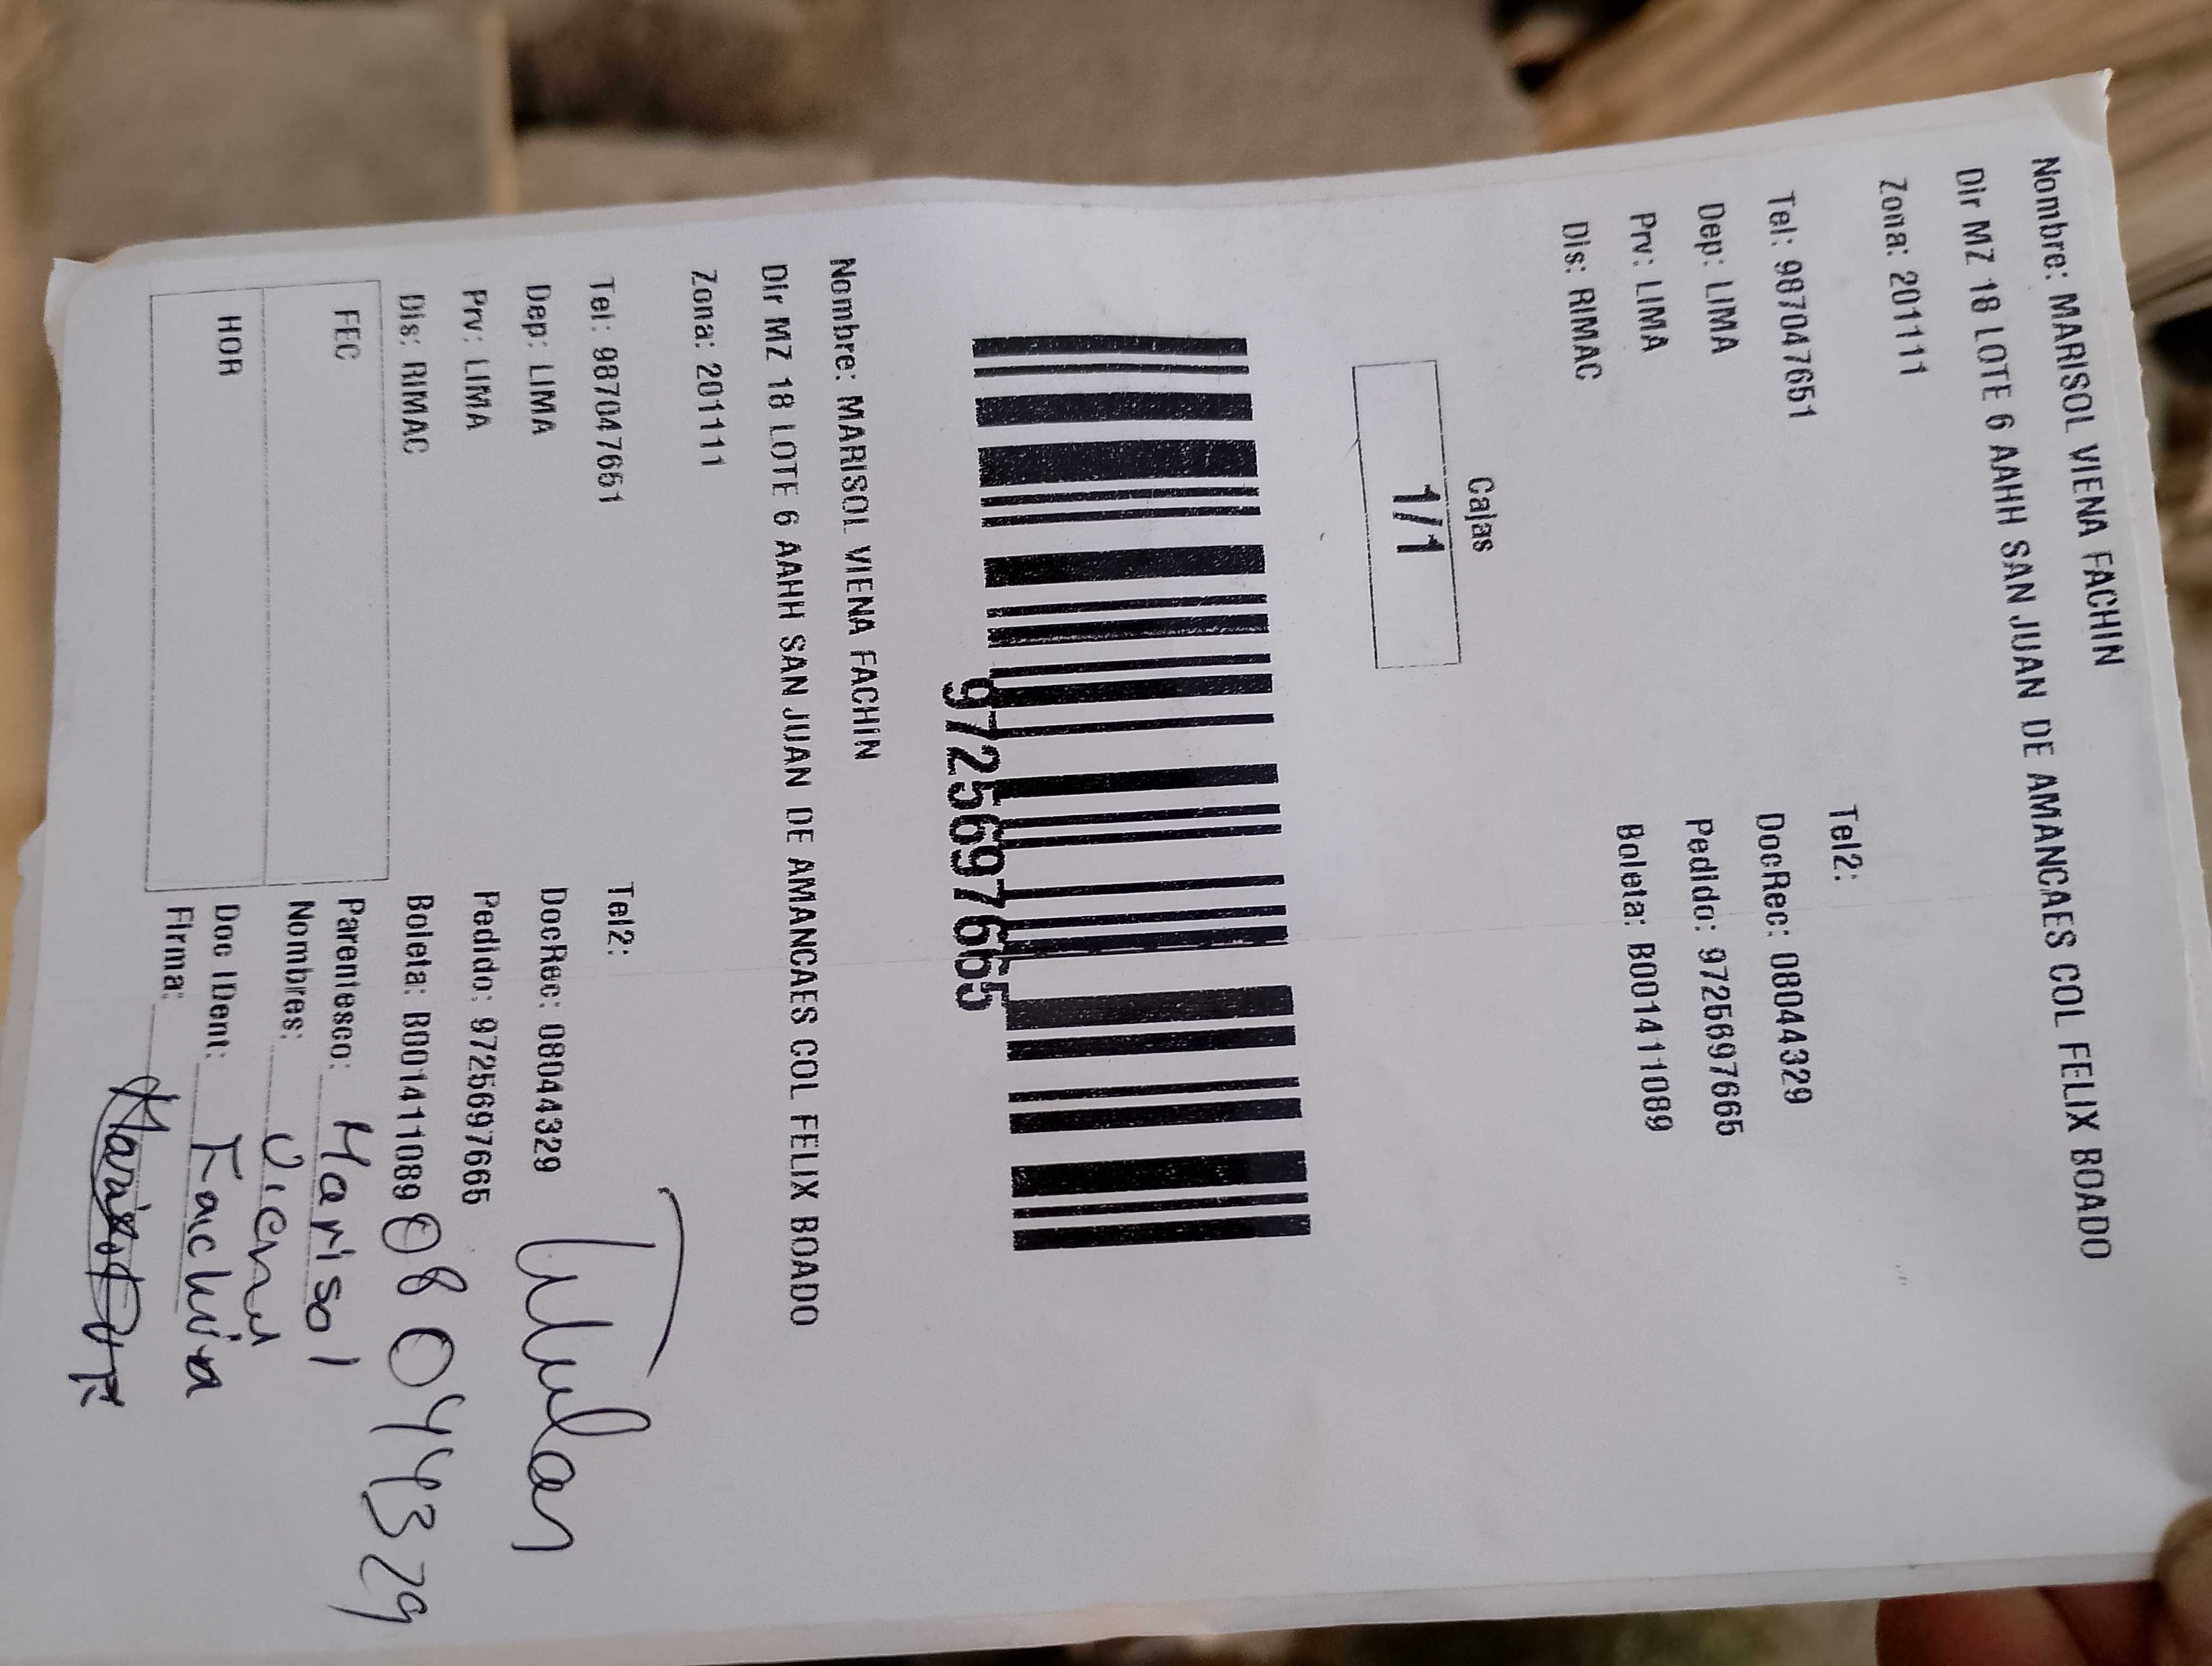 Nombre: MARISOL VIENA FACHIN
Dir MZ 18 LOTE 6 AAHH SAN JUAN DE AMANCAES COL FELIX BOADO
Zona: 201111
Tel: 987047651
Tel2:
Dep: LIMA
DocRec: 08044329
Prv: LIMA
Pedido: 9725697665
Dis: RIMAC
Boleta: B001411089
Cajas
1/1
9725697665
Nombre: MARISOL VIENA FACHIN
Dir MZ 18 LOTE 6 AAHH SAN JUAN DE AMANCAES COL FELIX BOADO
Zona: 201111
Tel: 987047651
Tel2:
Dep: LIMA
DocRec: 08044329
Titular
Prv: LIMA
Pedido: 9725697665
Dis: RIMAC
Boleta: B001411089
08044329
FEC
Parentesco: Marisol
Nombres: Viena
HOR
Doc IDent: Fachin
Firma: